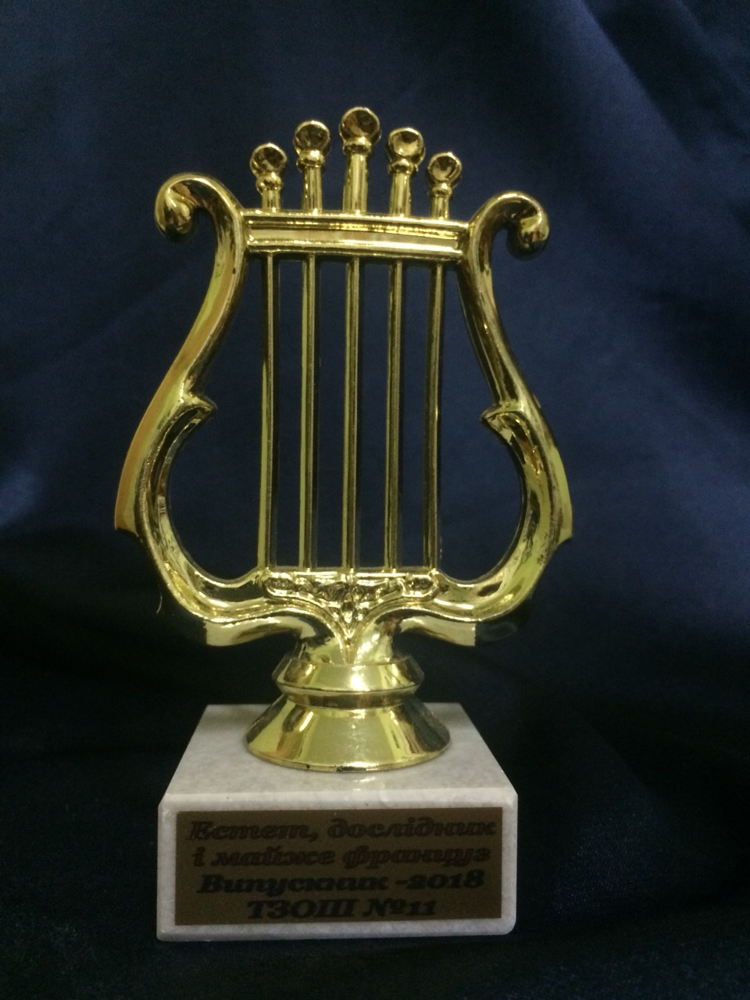 Естет, дослідник
і майже француз
Випускник -2018
ТЗОШ №11